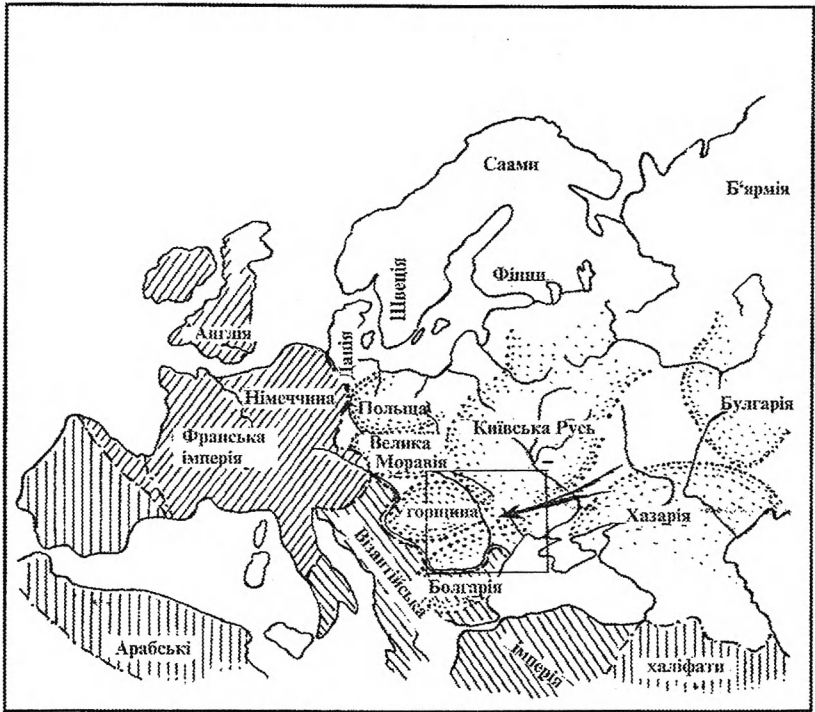 Саами
Б'ярмія
Швеція
Фінни
Англія
Данія
Німеччина
Польща
Булгарія
Франська
імперія
Київська Русь
Велика
Моравія
горщина
Хазарія
Візантійська
Болгарія
Арабські
Імперія
халіфати